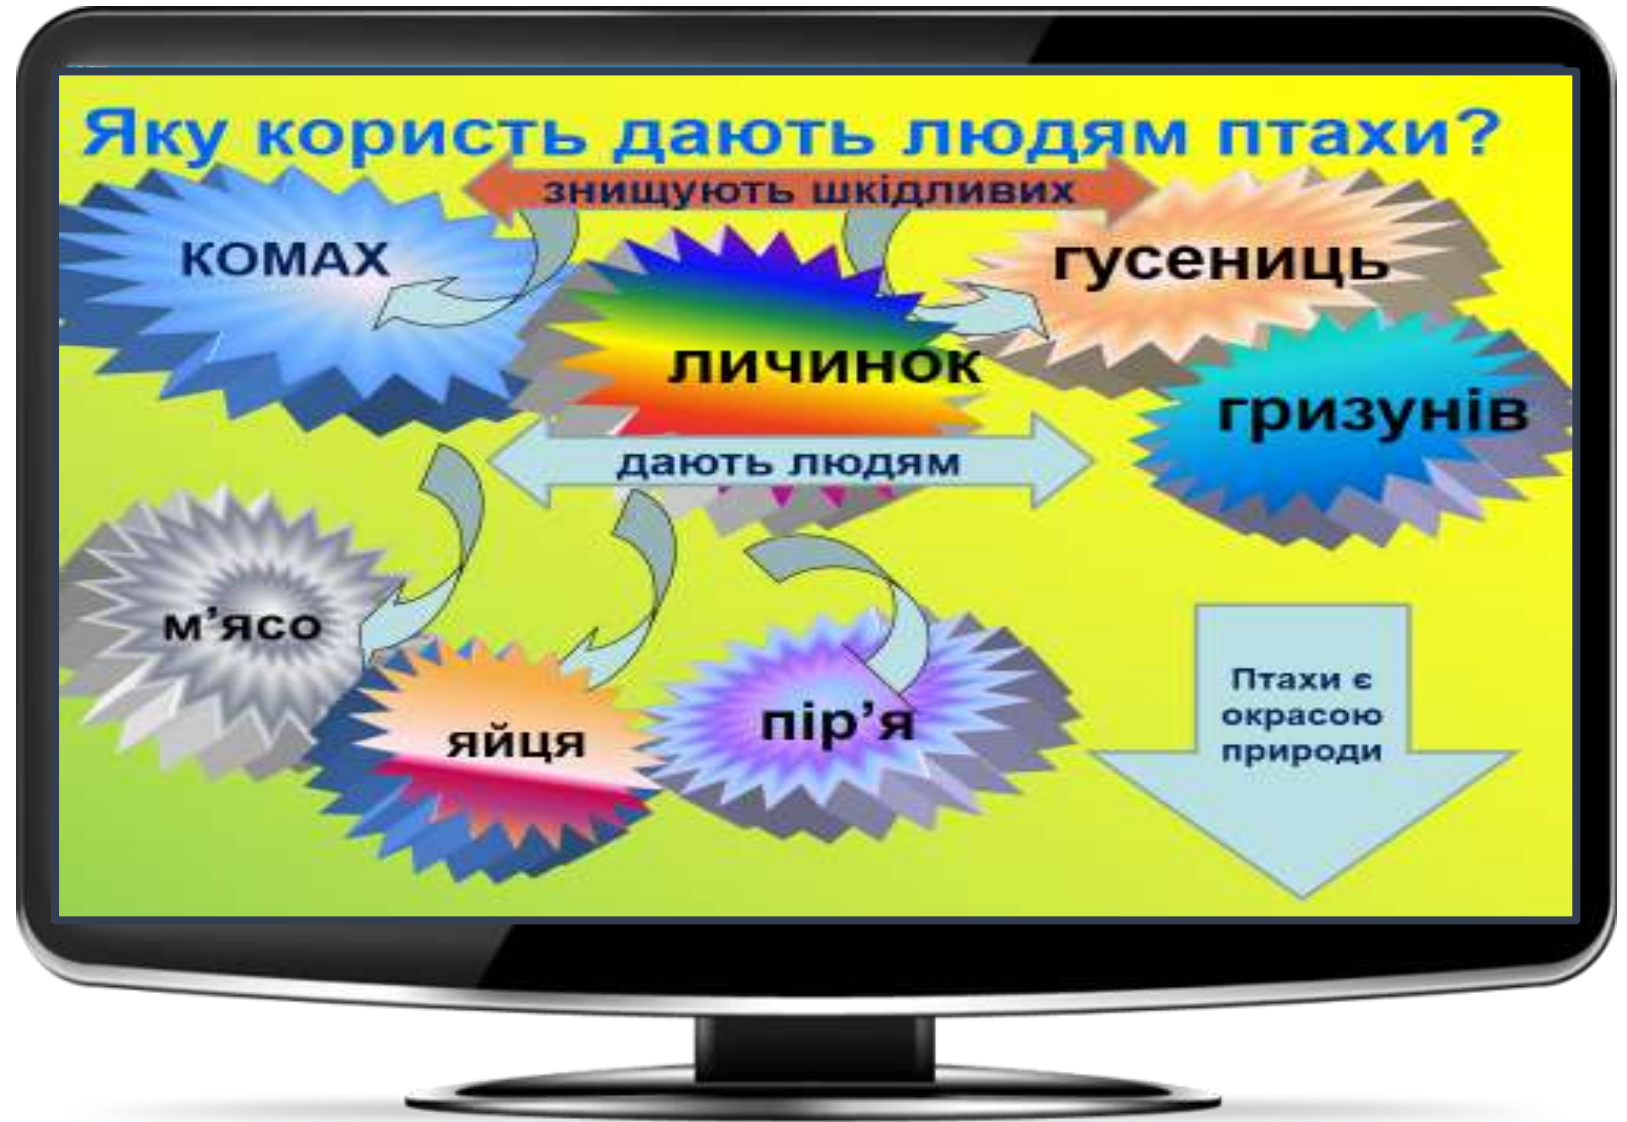 Яку користь дають людям птахи?
знищують шкідливих
КОМАХ
гусениць
личинок
гризунів
дають людям
м’ясо
яйця
пір’я
Птахи є
окрасою
природи